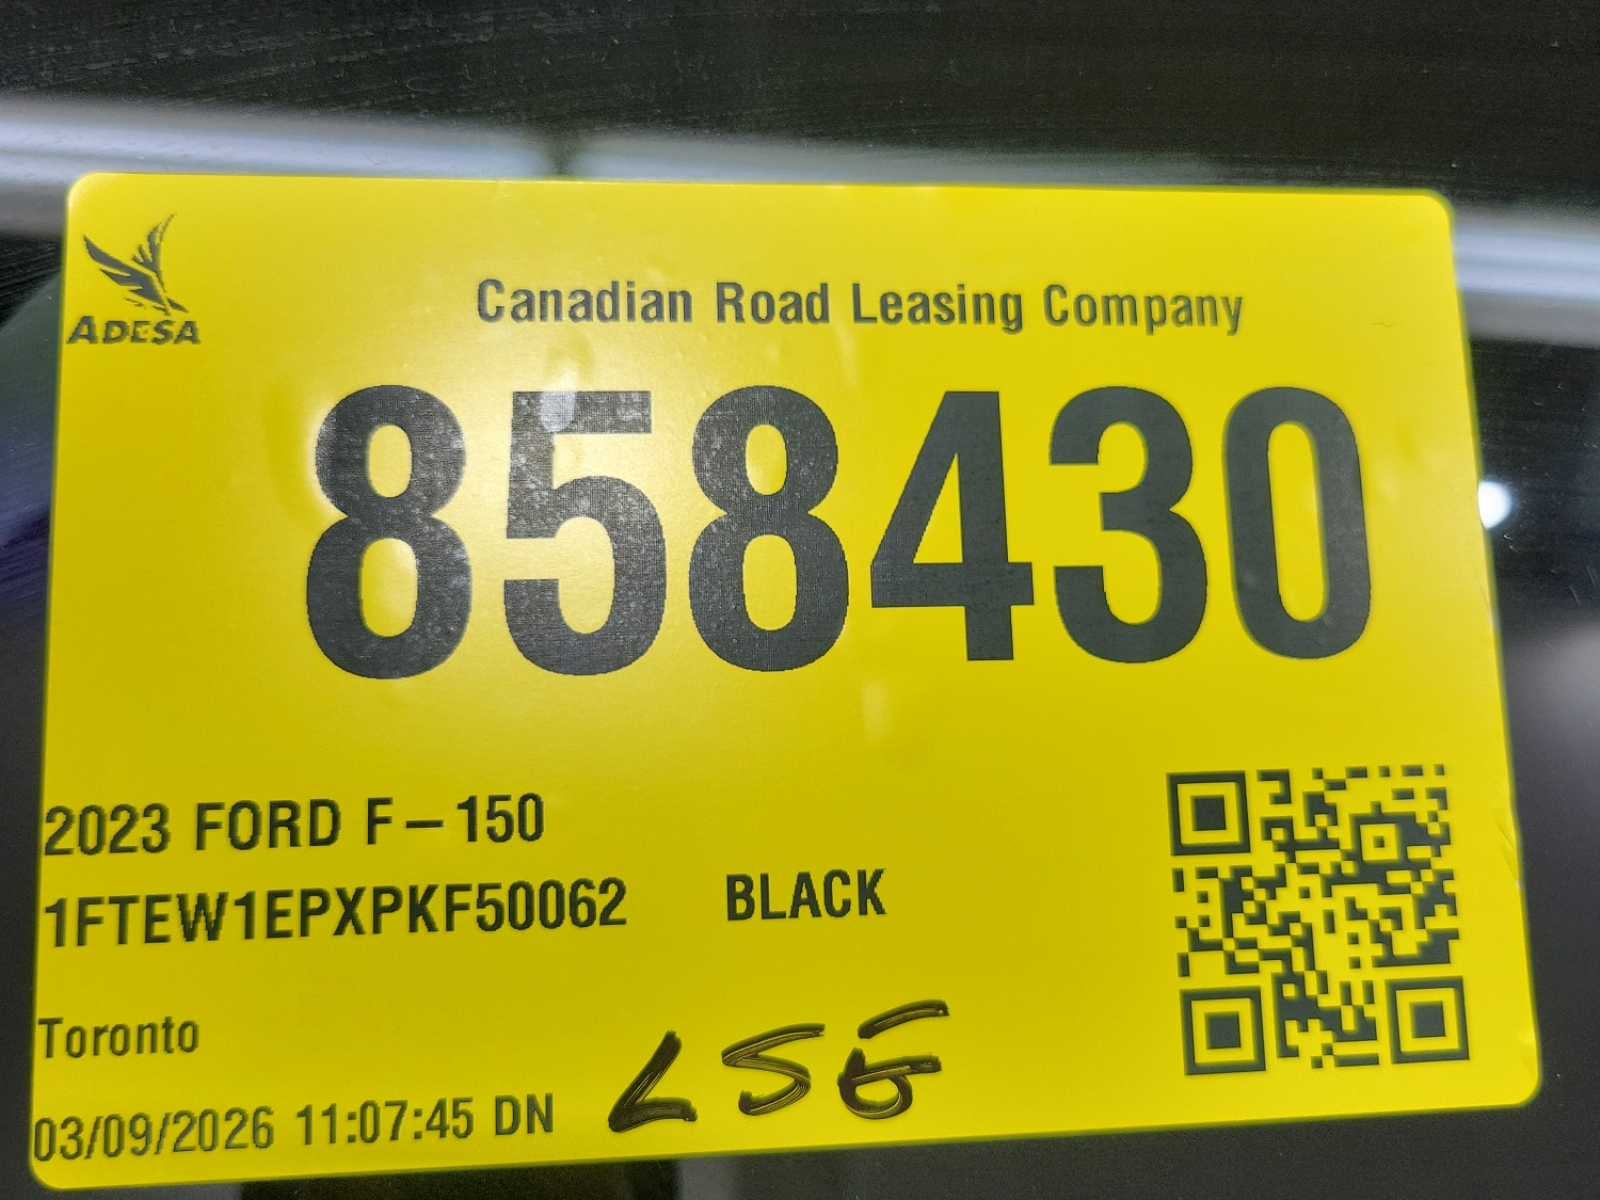 ADESA
Canadian Road Leasing Company
858430
2023 FORD F-150
1FTEW1EPXPKF50062 BLACK
Toronto
LSE
03/09/2026 11:07:45 DN